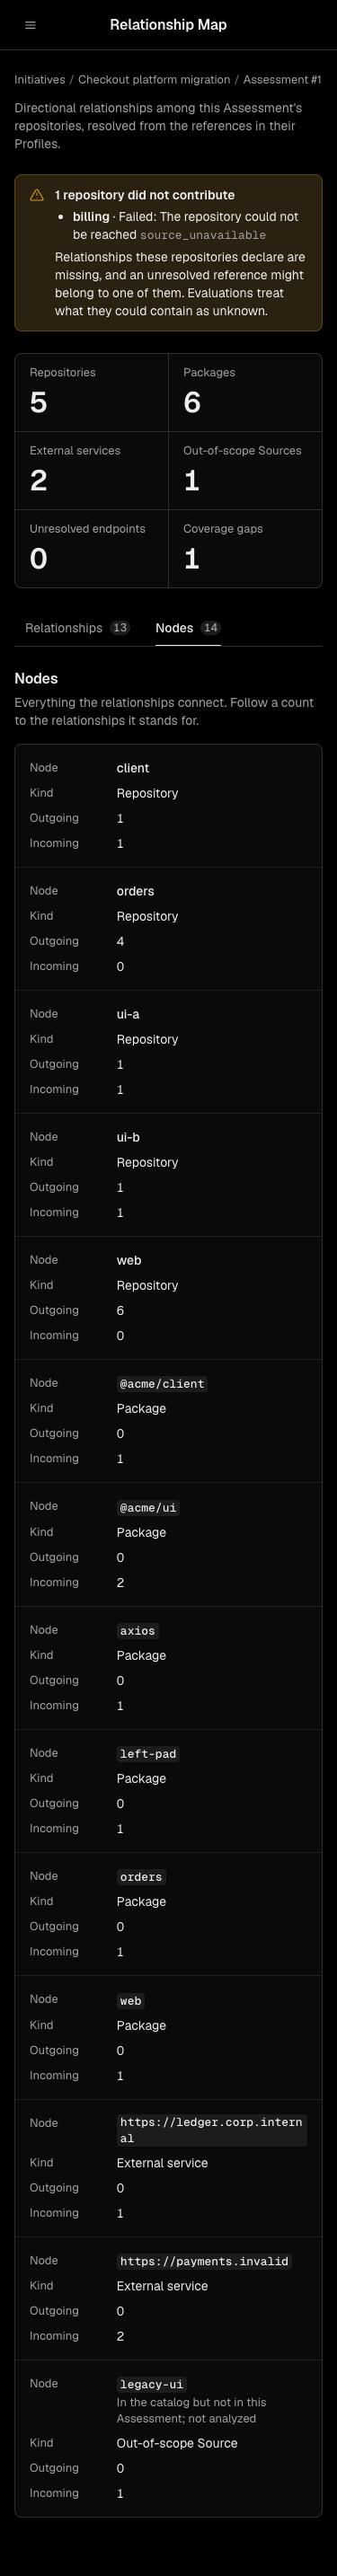 Relationship Map
Initiatives / Checkout platform migration / Assessment #1
Directional relationships among this Assessment's
repositories, resolved from the references in their
Profiles.
1 repository did not contribute
• billing · Failed: The repository could not
be reached source_unavailable
Relationships these repositories declare are
missing, and an unresolved reference might
belong to one of them. Evaluations treat
what they could contain as unknown.
Repositories Packages
5 6
External services Out-of-scope Sources
2 1
Unresolved endpoints Coverage gaps
0 1
Relationships 13 Nodes 14
Nodes
Everything the relationships connect. Follow a count
to the relationships it stands for.
Node client
Kind Repository
Outgoing 1
Incoming 1
Node orders
Kind Repository
Outgoing 4
Incoming 0
Node ui-a
Kind Repository
Outgoing 1
Incoming 1
Node ui-b
Kind Repository
Outgoing 1
Incoming 1
Node web
Kind Repository
Outgoing 6
Incoming 0
Node @acme/client
Kind Package
Outgoing 0
Incoming 1
Node @acme/ui
Kind Package
Outgoing 0
Incoming 2
Node axios
Kind Package
Outgoing 0
Incoming 1
Node left-pad
Kind Package
Outgoing 0
Incoming 1
Node orders
Kind Package
Outgoing 0
Incoming 1
Node web
Kind Package
Outgoing 0
Incoming 1
Node https://ledger.corp.intern
al
Kind External service
Outgoing 0
Incoming 1
Node https://payments.invalid
Kind External service
Outgoing 0
Incoming 2
Node legacy-ui
In the catalog but not in this
Assessment; not analyzed
Kind Out-of-scope Source
Outgoing 0
Incoming 1